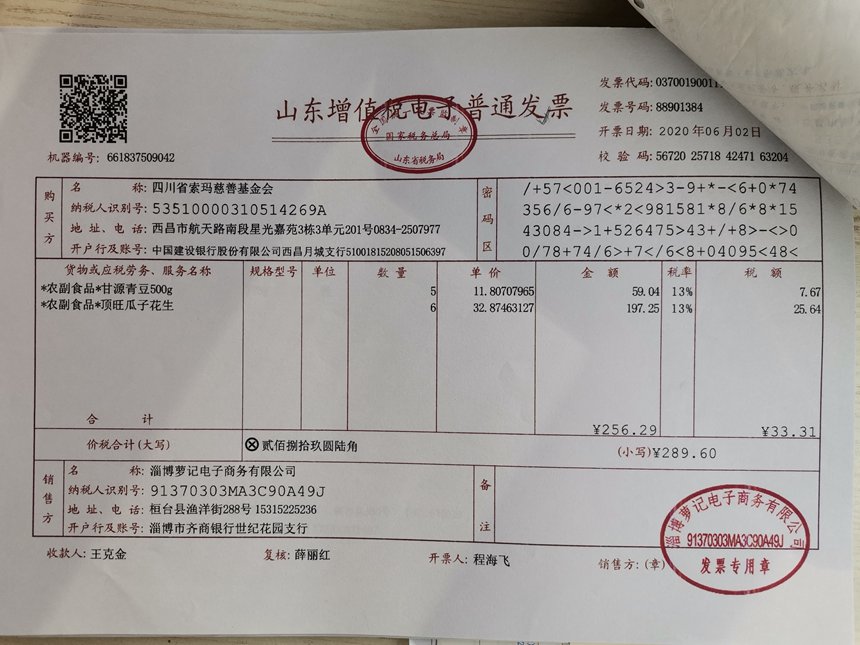 山东增值税电子普通发票
发票代码: 0370019001
发票号码: 88901384
开票日期: 2020年06月02日
校 验 码: 56720 25718 42471 63204
机器编号: 661837509042
国家税务总局
山东省税务局
购买方
名 称: 四川省索玛慈善基金会
纳税人识别号: 53510000310514269A
地 址、电 话: 西昌市航天路南段星光嘉苑3栋3单元201号0834-2507977
开户行及账号: 中国建设银行股份有限公司西昌月城支行51001815208051506397
密码区
/+57<001-6524>3-9+*-<6+0*74
356/6-97<*2<981581*8/6*8*15
43084->1+526475>43+/+8>-<>0
0/78+74/6>+7</6<8+04095<48<
货物或应税劳务、服务名称 规格型号 单位 数 量 单 价 金 额 税率 税 额
*农副食品*甘源青豆500g 5 11.80707965 59.04 13% 7.67
*农副食品*顶旺瓜子花生 6 32.87463127 197.25 13% 25.64
合 计 ¥256.29 ¥33.31
价税合计(大写) ⊗贰佰捌拾玖圆陆角 (小写)¥289.60
销售方
名 称: 淄博萝记电子商务有限公司
纳税人识别号: 91370303MA3C90A49J
地 址、电 话: 桓台县渔洋街288号 15315225236
开户行及账号: 淄博市齐商银行世纪花园支行
备注
收款人: 王克金 复核: 薛丽红 开票人: 程海飞 销售方: (章)
淄博萝记电子商务有限公司
91370303MA3C90A49J
发票专用章